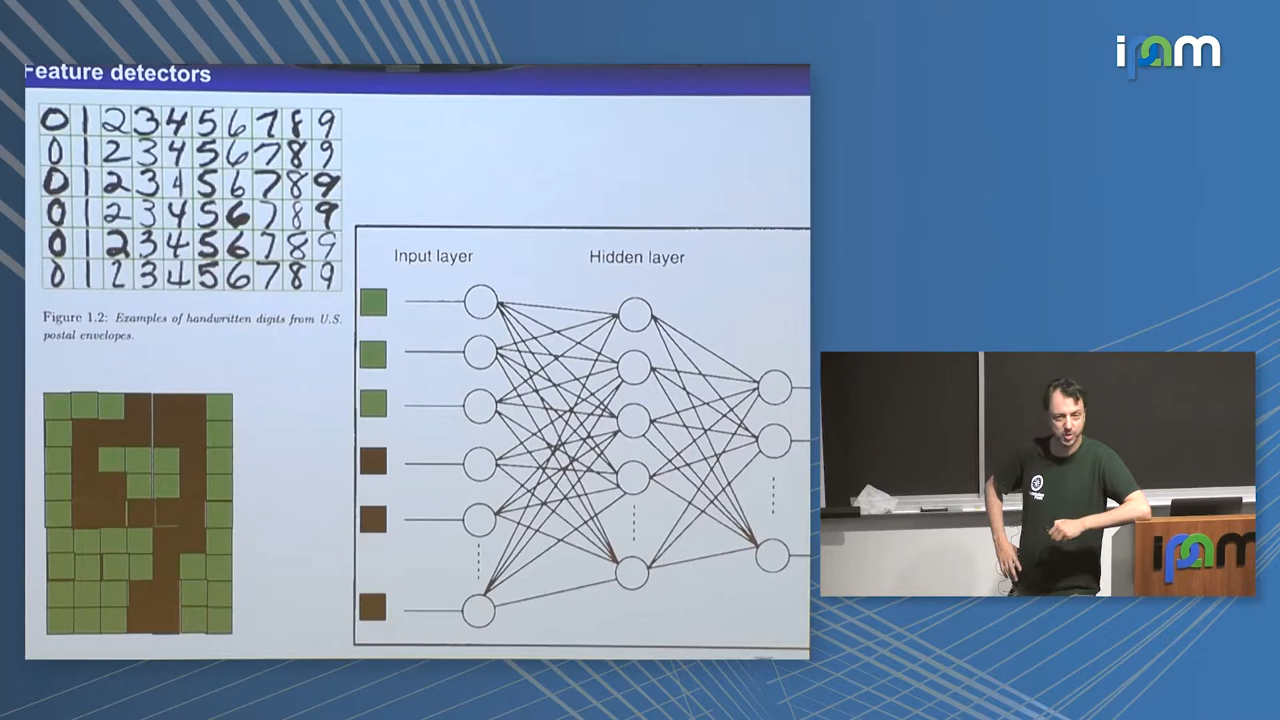 ipam
Feature detectors
0 1 2 3 4 5 6 7 8 9
0 1 2 3 4 5 6 7 8 9
0 1 2 3 4 5 6 7 8 9
0 1 2 3 4 5 6 7 8 9
0 1 2 3 4 5 6 7 8 9
0 1 2 3 4 5 6 7 8 9
Figure 1.2: Examples of handwritten digits from U.S.
postal envelopes.
Input layer
Hidden layer
ipam